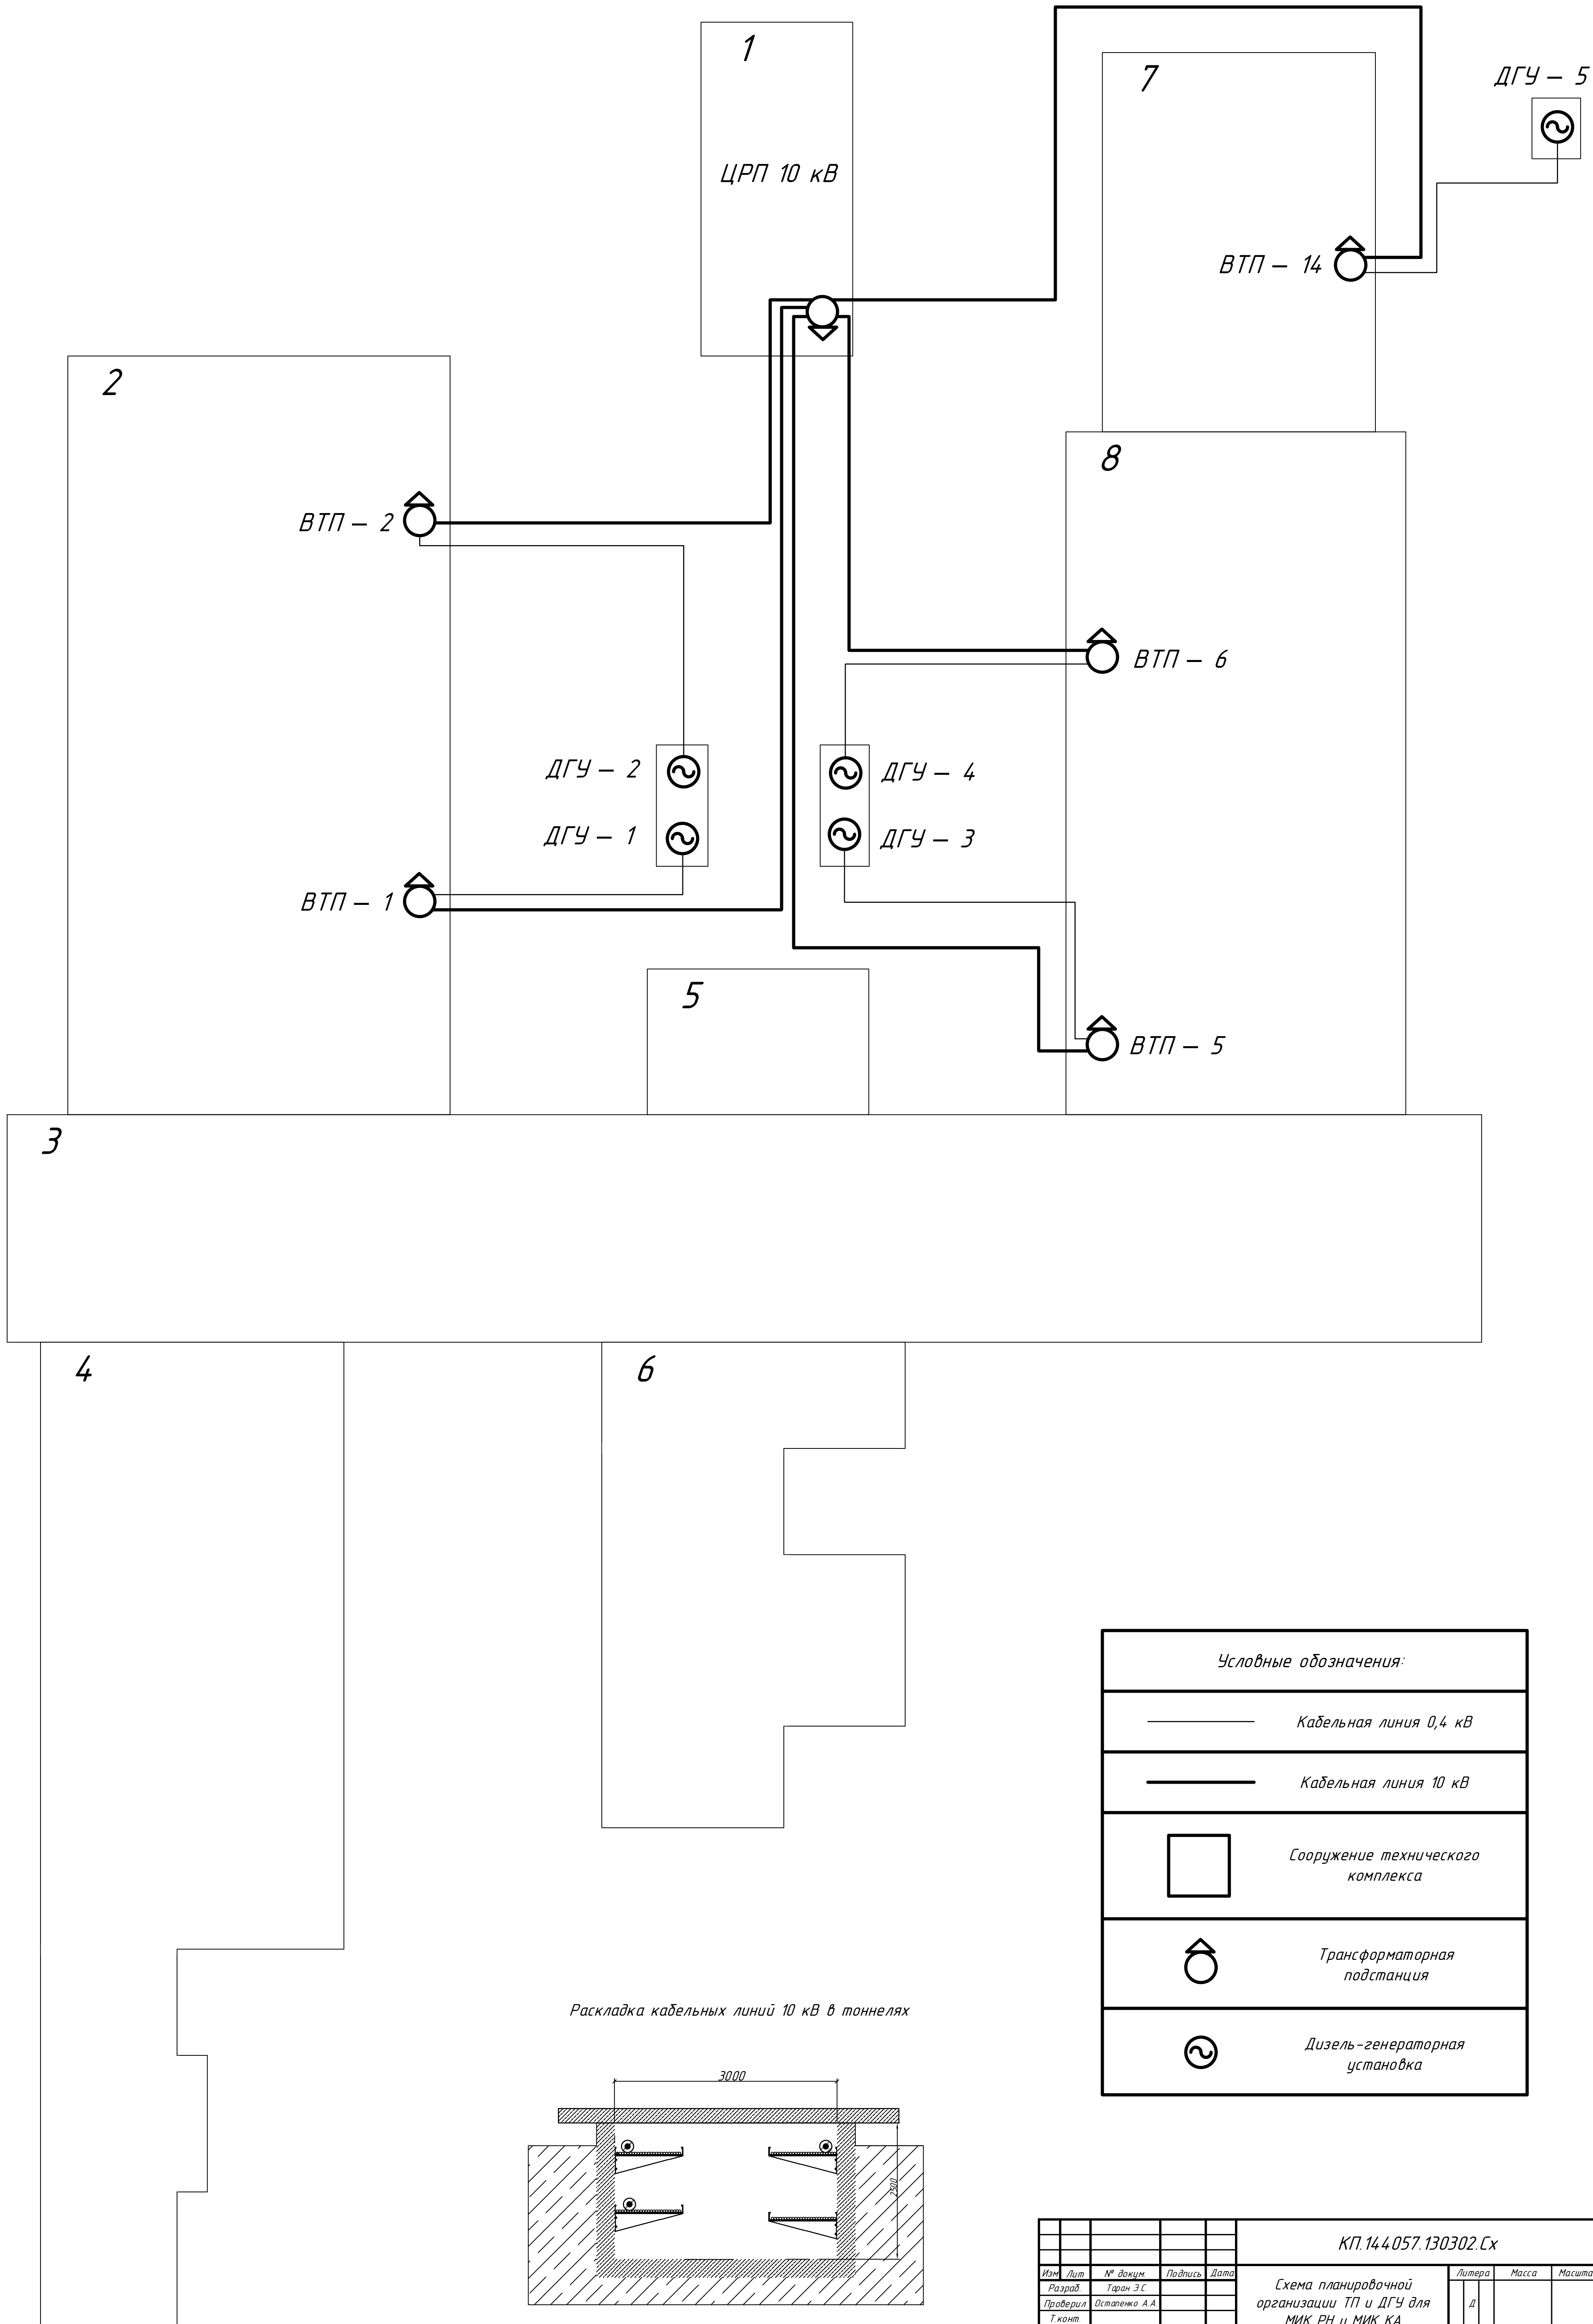 1
7
ДГУ – 5
ЦРП 10 кВ
ВТП – 14
2
8
ВТП – 2
ВТП – 6
ДГУ – 2
ДГУ – 4
ДГУ – 1
ДГУ – 3
ВТП – 1
5
ВТП – 5
3
4
6
Условные обозначения:
Кабельная линия 0,4 кВ
Кабельная линия 10 кВ
Сооружение технического
комплекса
Трансформаторная
подстанция
Дизель-генераторная
установка
Раскладка кабельных линий 10 кВ в тоннелях
3000
2500
КП.144057.130302.Сх
Изм Лит № докум. Подпись Дата
Разраб. Таран Э.С.
Проверил Остапенко А.А.
Т.конт.
Схема планировочной
организации ТП и ДГУ для
МИК РН и МИК КА
Литера Масса Масшта
Д